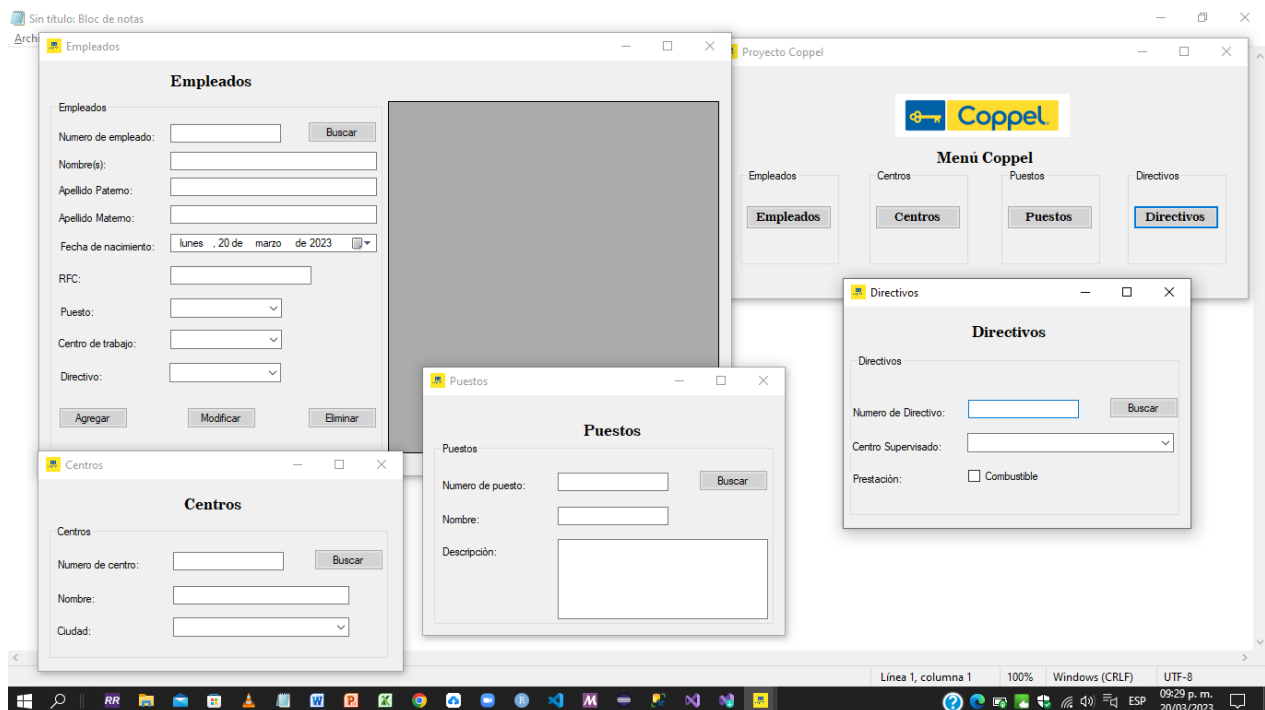 Sin título: Bloc de notas
Archi
Empleados
Empleados
Empleados
Numero de empleado:
Buscar
Nombre(s):
Apellido Paterno:
Apellido Materno:
Fecha de nacimiento:
lunes , 20 de marzo de 2023
RFC:
Puesto:
Centro de trabajo:
Directivo:
Agregar
Modificar
Eliminar
Proyecto Coppel
Coppel
Menú Coppel
Empleados
Centros
Puestos
Directivos
Empleados
Centros
Puestos
Directivos
Directivos
Directivos
Directivos
Numero de Directivo:
Buscar
Centro Supervisado:
Prestación:
Combustible
Puestos
Puestos
Puestos
Numero de puesto:
Buscar
Nombre:
Descripción:
Centros
Centros
Centros
Numero de centro:
Buscar
Nombre:
Ciudad:
Línea 1, columna 1
100%
Windows (CRLF)
UTF-8
RR
ESP
09:29 p. m.
20/03/2023